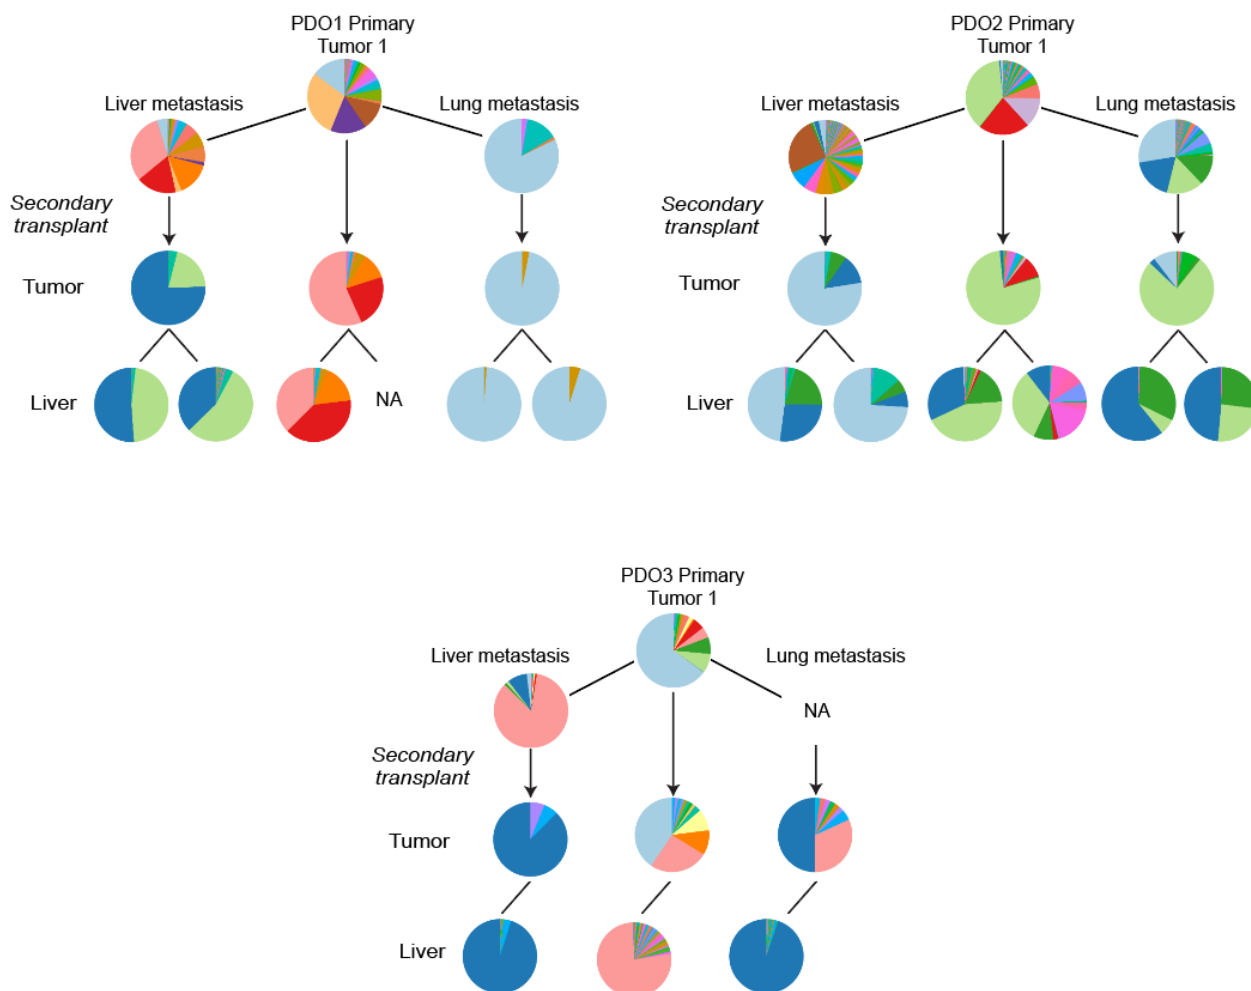 PDO1 Primary
Tumor 1
Liver metastasis
Lung metastasis
Secondary
transplant
Tumor
Liver
NA
PDO2 Primary
Tumor 1
Liver metastasis
Lung metastasis
Secondary
transplant
Tumor
Liver
PDO3 Primary
Tumor 1
Liver metastasis
Lung metastasis
NA
Secondary
transplant
Tumor
Liver